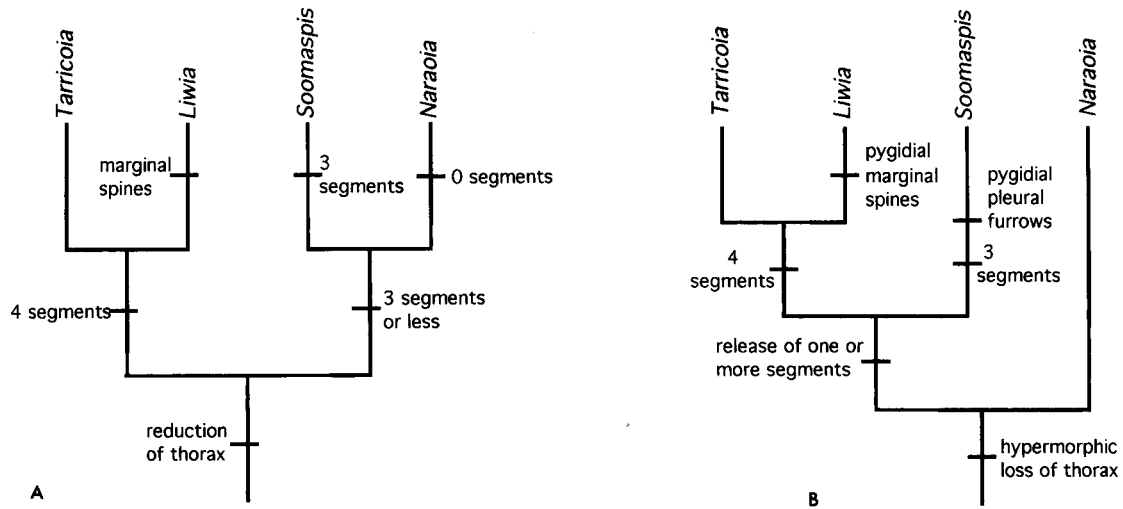 Tarricoia
Liwia
Soomaspis
Naraoia
marginal
spines
3
segments
0 segments
4 segments
3 segments
or less
reduction
of thorax
A
Tarricoia
Liwia
Soomaspis
Naraoia
pygidial
marginal
spines
pygidial
pleural
furrows
4
segments
3
segments
release of one or
more segments
hypermorphic
loss of thorax
B